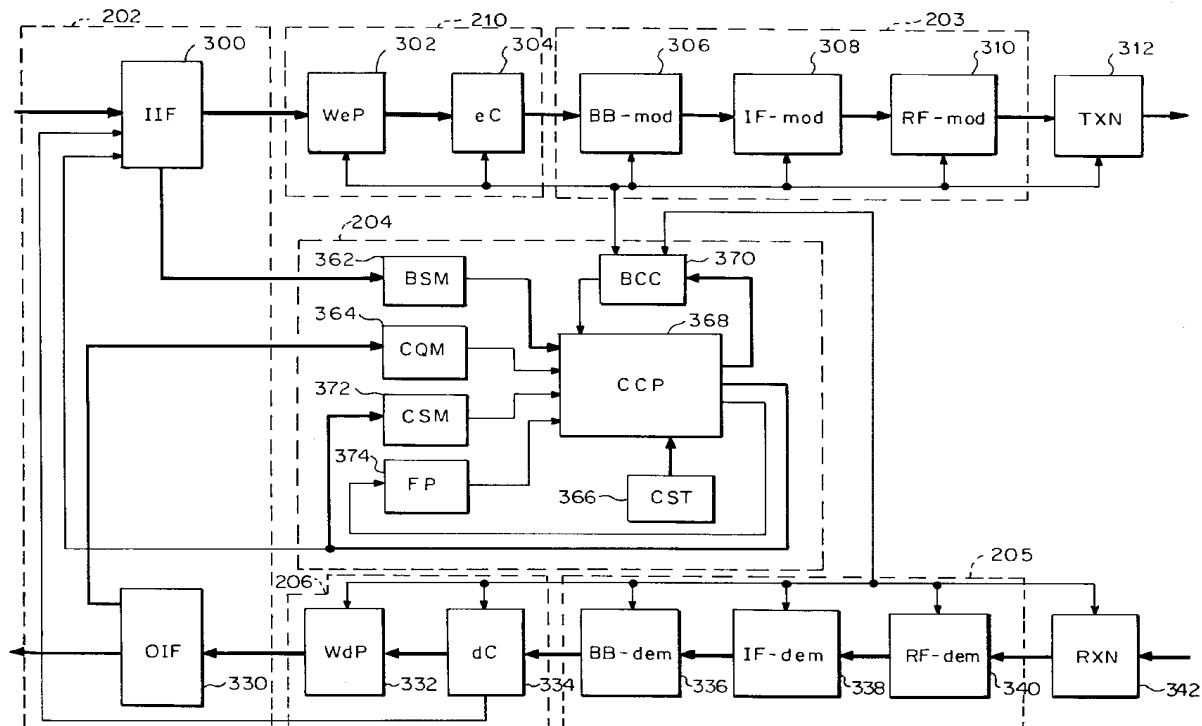 202
210
203
300
302
304
306
308
310
312
IIF
WeP
eC
BB-mod
IF-mod
RF-mod
TXN
204
362
BSM
370
BCC
364
CQM
368
CCP
372
CSM
374
FP
366
CST
206
205
OIF
WdP
dC
BB-dem
IF-dem
RF-dem
RXN
330
332
334
336
338
340
342